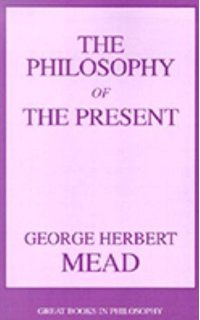 THE
PHILOSOPHY
OF
THE PRESENT
GEORGE HERBERT
MEAD
GREAT BOOKS IN PHILOSOPHY